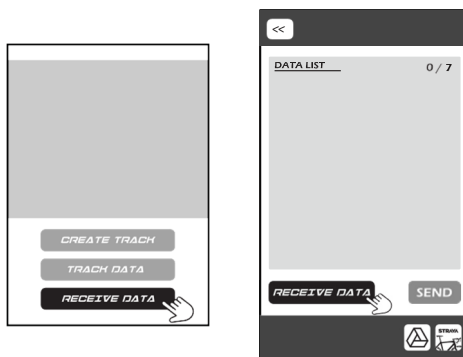 CREATE TRACK
TRACK DATA
RECEIVE DATA
<<
DATA LIST 0 / 7
RECEIVE DATA SEND
STRAVA